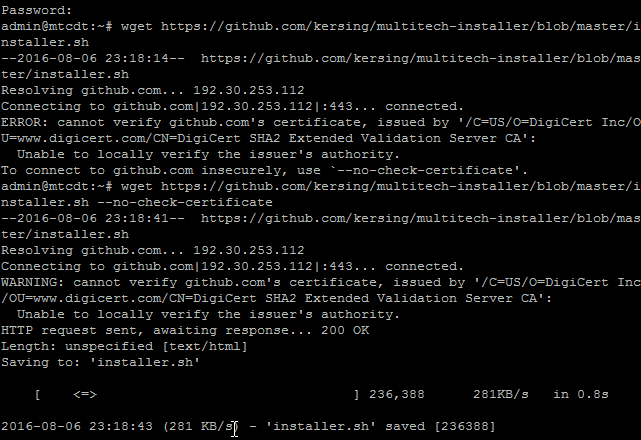 Password:
admin@mtcdt:~# wget https://github.com/kersing/multitech-installer/blob/master/i
nstaller.sh
--2016-08-06 23:18:14--  https://github.com/kersing/multitech-installer/blob/mas
ter/installer.sh
Resolving github.com... 192.30.253.112
Connecting to github.com|192.30.253.112|:443... connected.
ERROR: cannot verify github.com's certificate, issued by '/C=US/O=DigiCert Inc/O
U=www.digicert.com/CN=DigiCert SHA2 Extended Validation Server CA':
  Unable to locally verify the issuer's authority.
To connect to github.com insecurely, use `--no-check-certificate'.
admin@mtcdt:~# wget https://github.com/kersing/multitech-installer/blob/master/i
nstaller.sh --no-check-certificate
--2016-08-06 23:18:41--  https://github.com/kersing/multitech-installer/blob/mas
ter/installer.sh
Resolving github.com... 192.30.253.112
Connecting to github.com|192.30.253.112|:443... connected.
WARNING: cannot verify github.com's certificate, issued by '/C=US/O=DigiCert Inc
/OU=www.digicert.com/CN=DigiCert SHA2 Extended Validation Server CA':
  Unable to locally verify the issuer's authority.
HTTP request sent, awaiting response... 200 OK
Length: unspecified [text/html]
Saving to: 'installer.sh'
    [    <=>                                ] 236,388      281KB/s   in 0.8s
2016-08-06 23:18:43 (281 KB/s) - 'installer.sh' saved [236388]